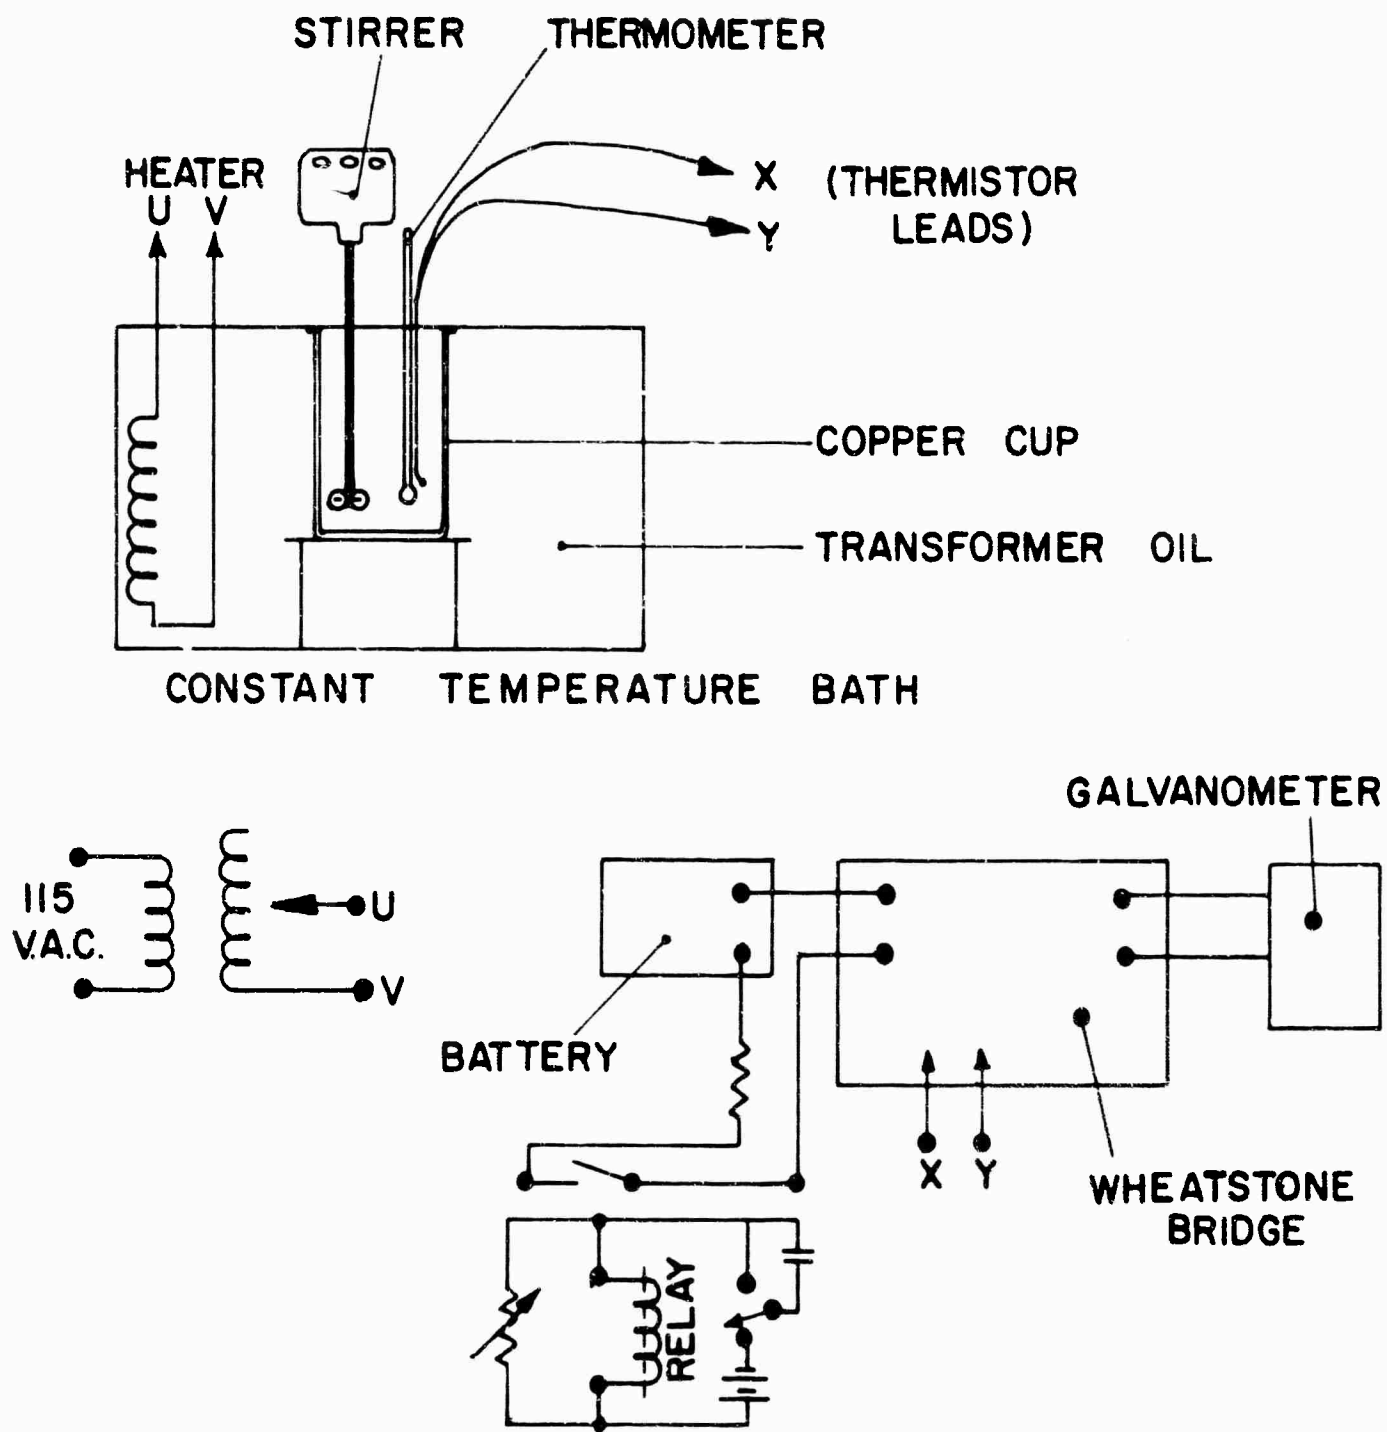 STIRRER
THERMOMETER
HEATER
U V
X
Y
(THERMISTOR
LEADS)
COPPER CUP
TRANSFORMER OIL
CONSTANT TEMPERATURE BATH
GALVANOMETER
115
V.A.C.
U
V
BATTERY
X Y
WHEATSTONE
BRIDGE
RELAY